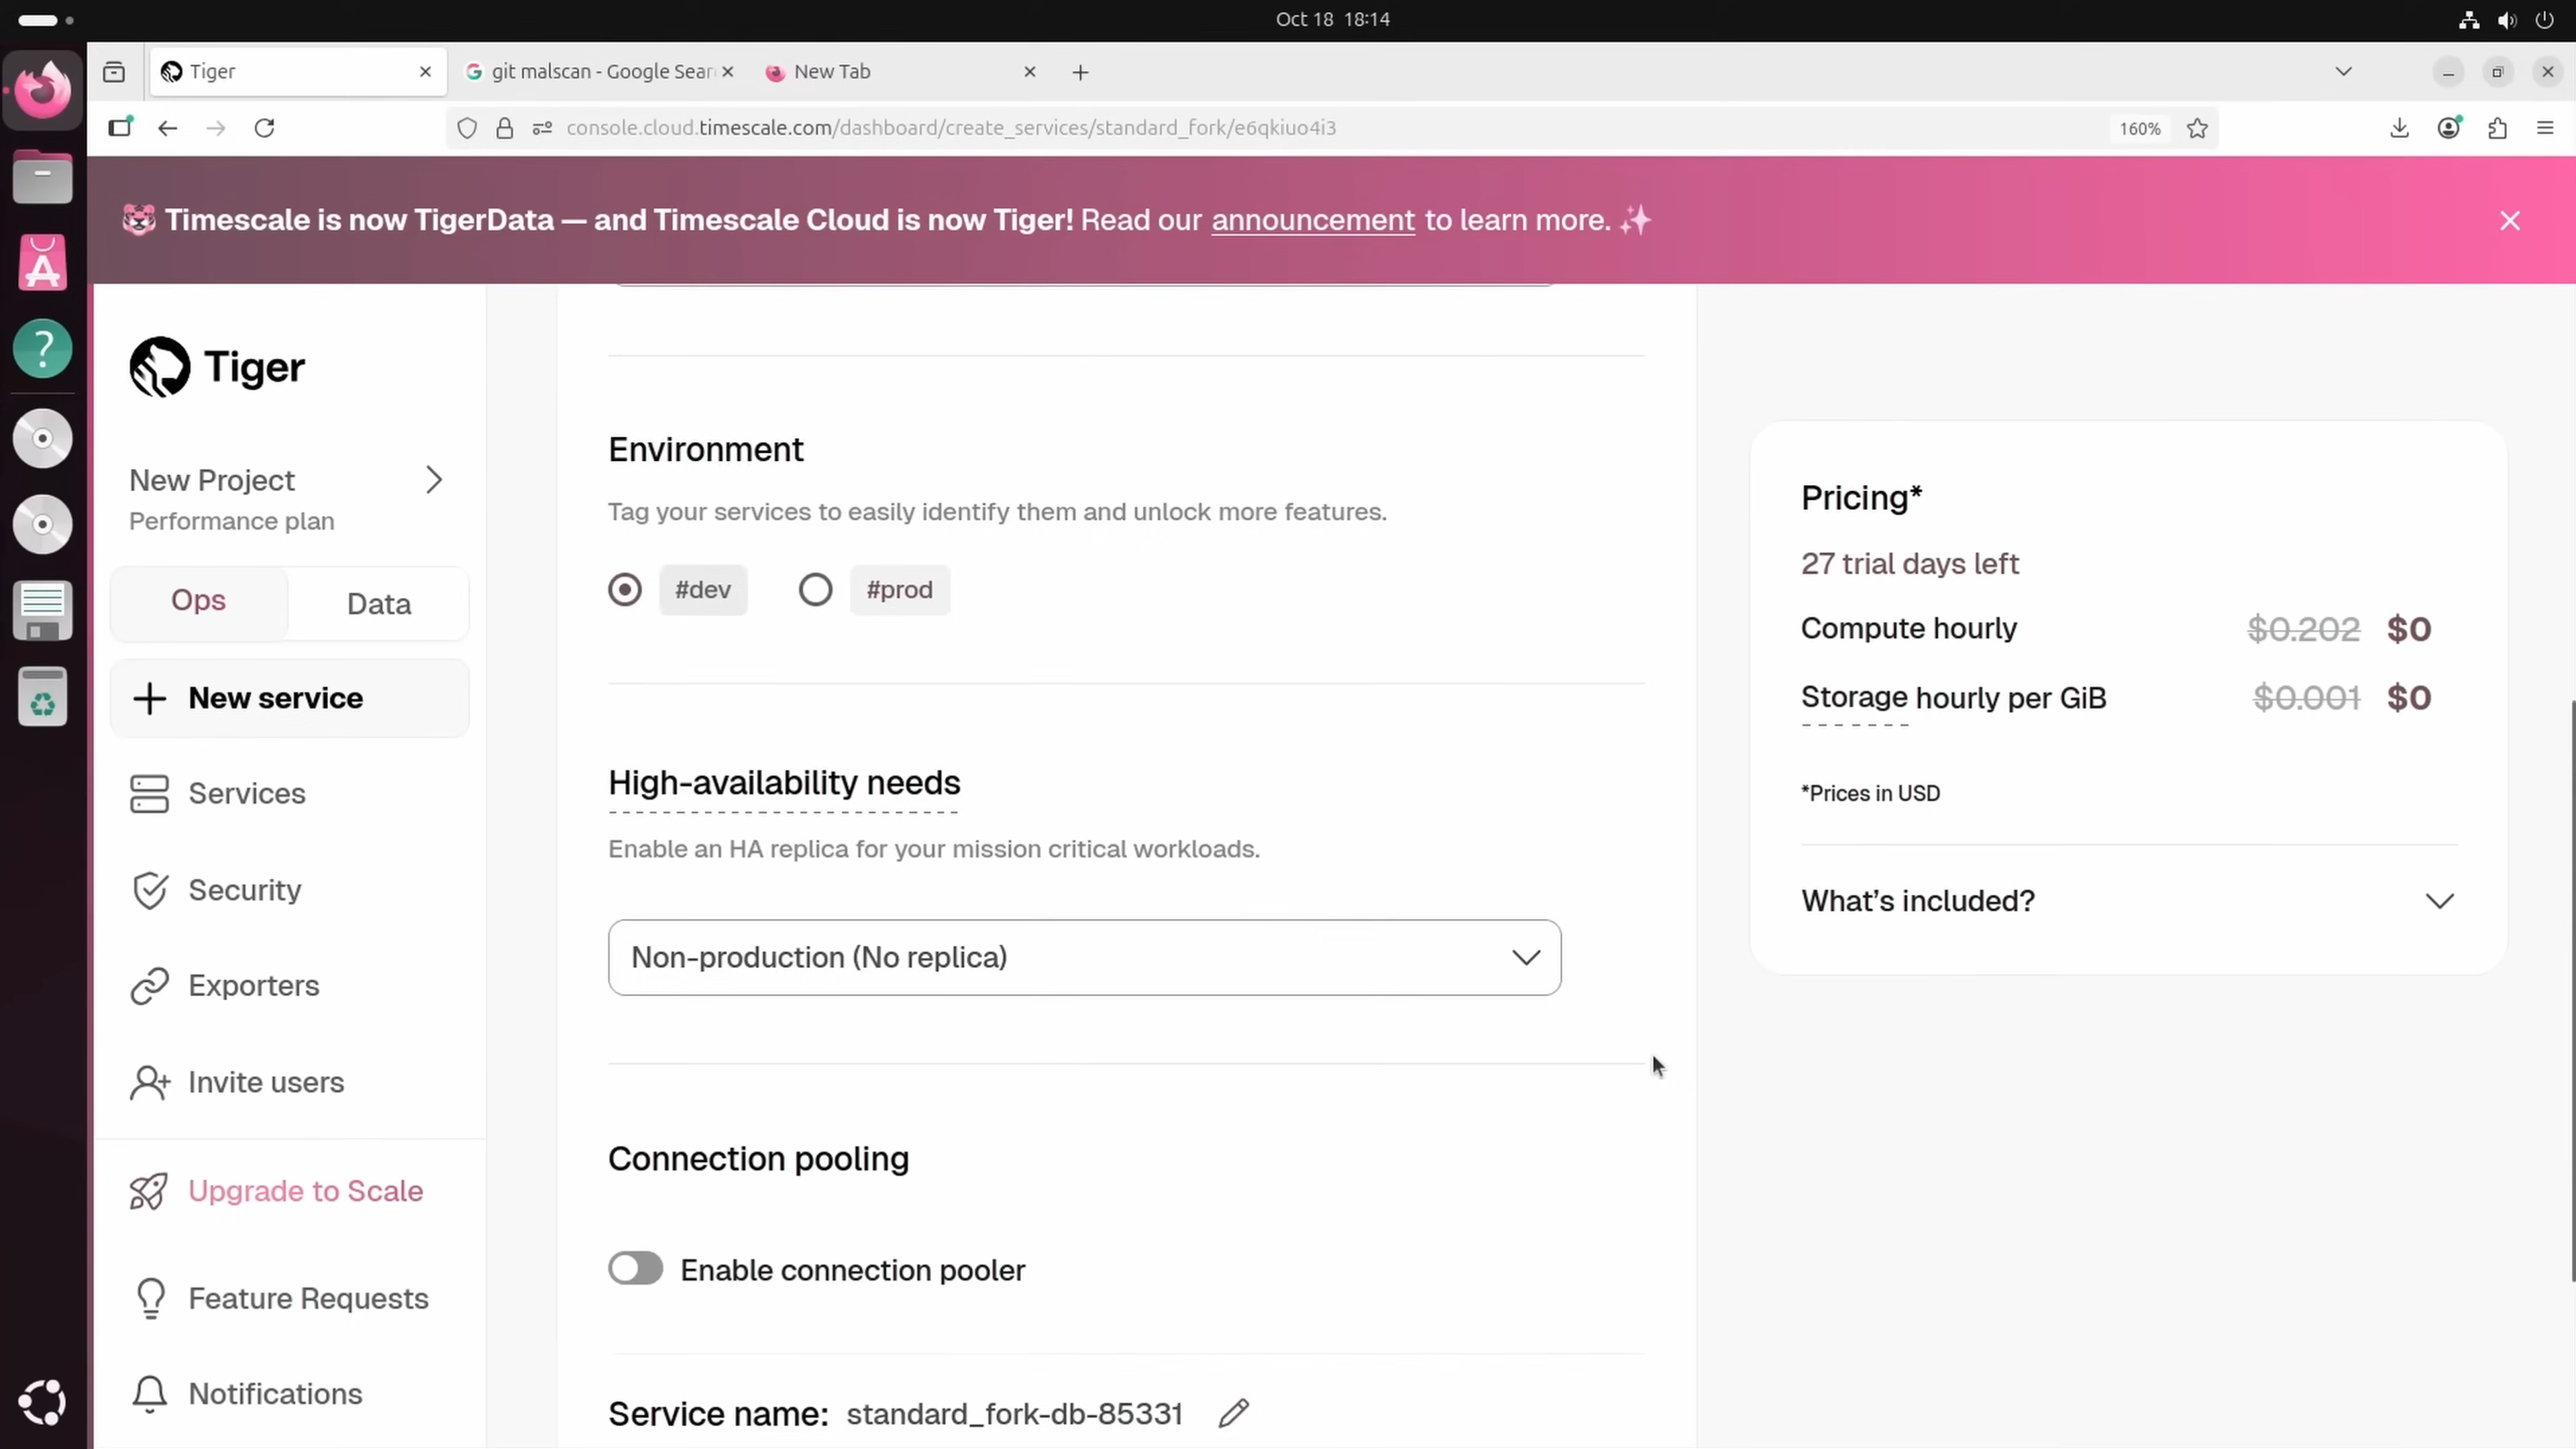 Oct 18 18:14
Tiger
git malscan - Google Sear
New Tab
console.cloud.timescale.com/dashboard/create_services/standard_fork/e6qkiuo4i3
160%
Timescale is now TigerData — and Timescale Cloud is now Tiger! Read our announcement to learn more.
Tiger
New Project
Performance plan
Ops
Data
New service
Services
Security
Exporters
Invite users
Upgrade to Scale
Feature Requests
Notifications
Environment
Tag your services to easily identify them and unlock more features.
#dev
#prod
High-availability needs
Enable an HA replica for your mission critical workloads.
Non-production (No replica)
Connection pooling
Enable connection pooler
Service name: standard_fork-db-85331
Pricing*
27 trial days left
Compute hourly $0.202 $0
Storage hourly per GiB $0.001 $0
*Prices in USD
What's included?